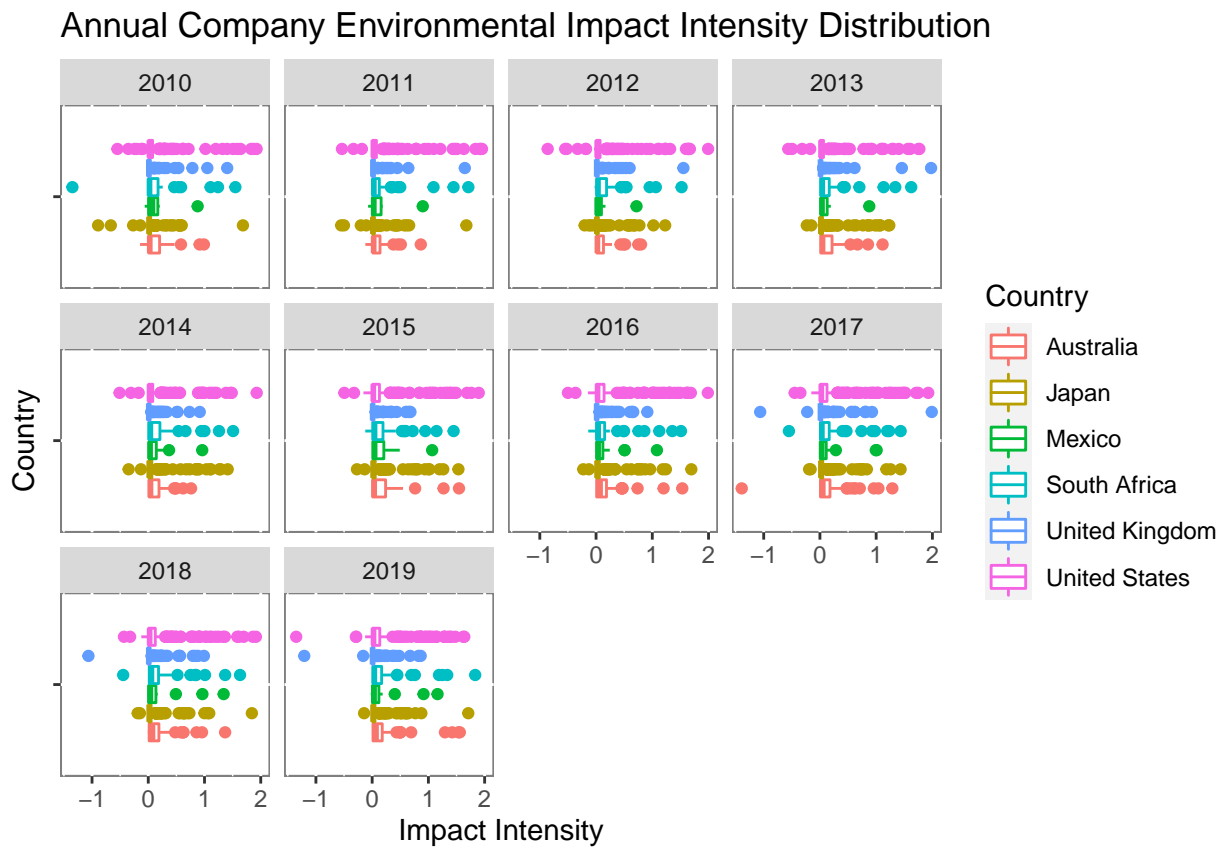 Annual Company Environmental Impact Intensity Distribution
2010 2011 2012 2013
2014 2015 2016 2017
−1 0 1 2 −1 0 1 2
2018 2019
−1 0 1 2 −1 0 1 2
Impact Intensity
Country
Country
Australia
Japan
Mexico
South Africa
United Kingdom
United States